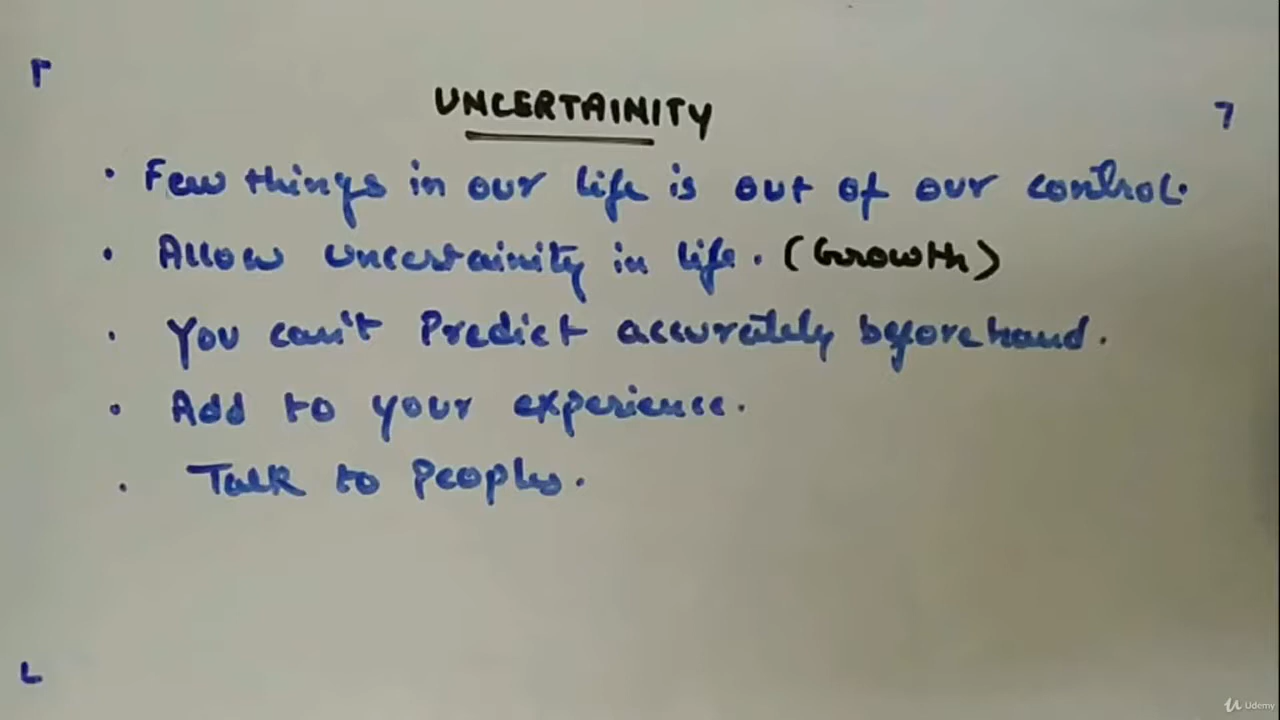 UNCERTAINITY
• Few things in our life is out of our control.
• Allow uncertainity in life. (Growth)
• You can't Predict accurately beforehand.
• Add to your experience.
• Talk to Peoples.
Udemy